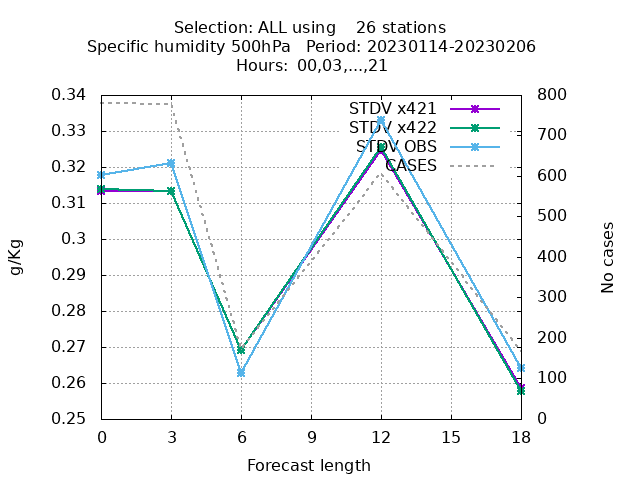 Selection: ALL using    26 stations
Specific humidity 500hPa   Period: 20230114-20230206
Hours: 00,03,...,21
STDV x421
STDV x422
STDV OBS
CASES
0.34
0.33
0.32
0.31
0.3
0.29
0.28
0.27
0.26
0.25
800
700
600
500
400
300
200
100
0
g/Kg
No cases
0 3 6 9 12 15 18
Forecast length